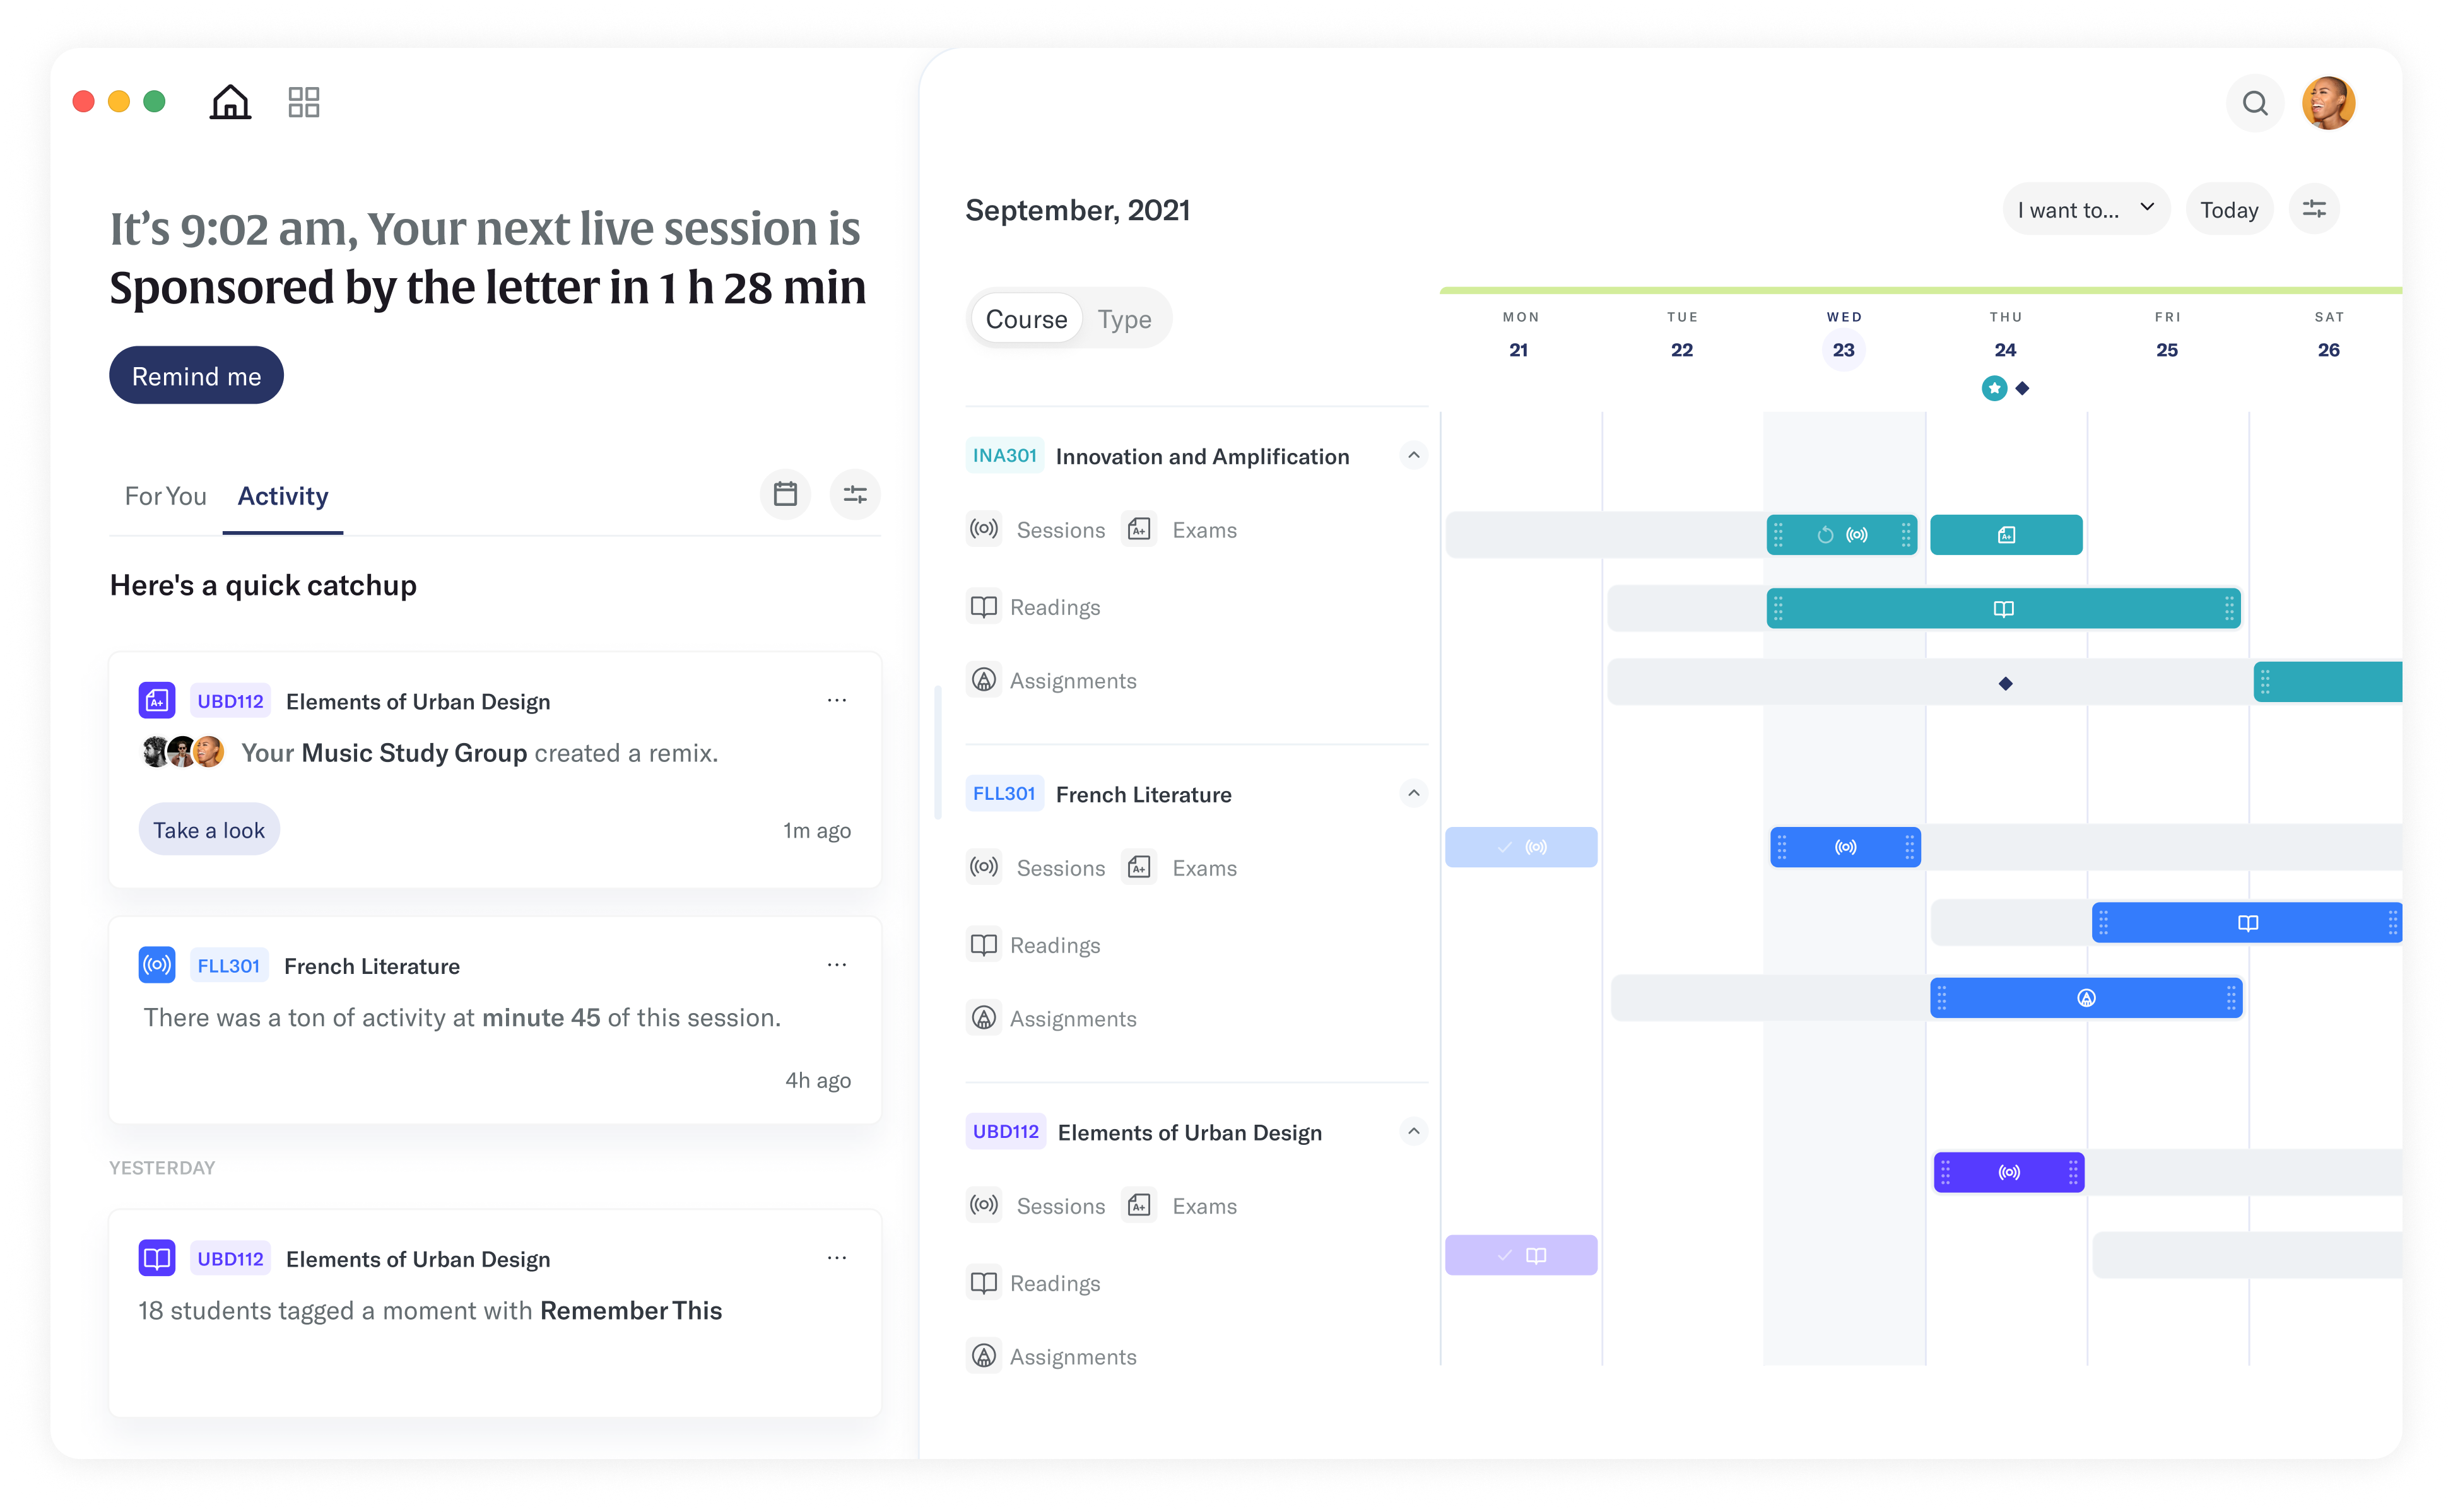 It’s 9:02 am, Your next live session is
Sponsored by the letter in 1 h 28 min
Remind me
For You
Activity
Here's a quick catchup
A+
UBD112
Elements of Urban Design
...
Your Music Study Group created a remix.
Take a look
1m ago
FLL301
French Literature
...
There was a ton of activity at minute 45 of this session.
4h ago
YESTERDAY
UBD112
Elements of Urban Design
...
18 students tagged a moment with Remember This
September, 2021
I want to...
Today
Course
Type
MON
TUE
WED
THU
FRI
SAT
21
22
23
24
25
26
INA301
Innovation and Amplification
Sessions
A+
Exams
A+
Readings
Assignments
FLL301
French Literature
Sessions
A+
Exams
Readings
Assignments
UBD112
Elements of Urban Design
Sessions
A+
Exams
Readings
Assignments